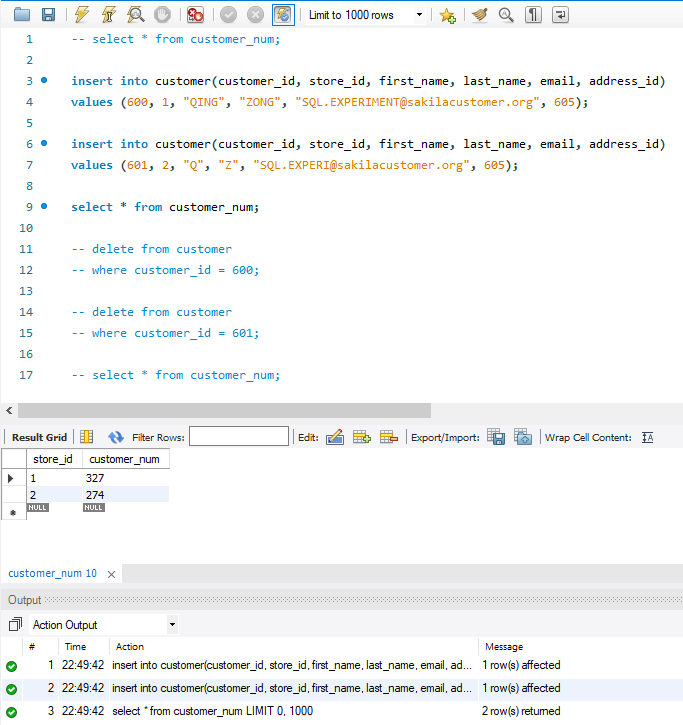 Limit to 1000 rows
1 -- select * from customer_num;
2
3 insert into customer(customer_id, store_id, first_name, last_name, email, address_id)
4 values (600, 1, "QING", "ZONG", "SQL.EXPERIMENT@sakilacustomer.org", 605);
5
6 insert into customer(customer_id, store_id, first_name, last_name, email, address_id)
7 values (601, 2, "Q", "Z", "SQL.EXPERI@sakilacustomer.org", 605);
8
9 select * from customer_num;
10
11 -- delete from customer
12 -- where customer_id = 600;
13
14 -- delete from customer
15 -- where customer_id = 601;
16
17 -- select * from customer_num;
Result Grid Filter Rows: Edit: Export/Import: Wrap Cell Content: IA
store_id customer_num
1 327
2 274
NULL NULL
customer_num 10
Output
Action Output
# Time Action Message
1 22:49:42 insert into customer(customer_id, store_id, first_name, last_name, email, ad... 1 row(s) affected
2 22:49:42 insert into customer(customer_id, store_id, first_name, last_name, email, ad... 1 row(s) affected
3 22:49:42 select * from customer_num LIMIT 0, 1000 2 row(s) returned